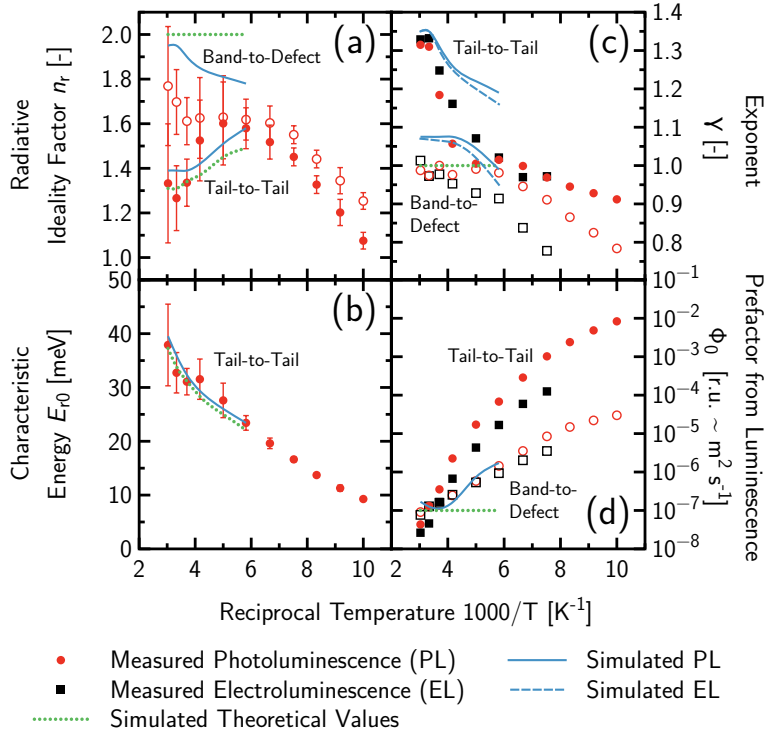 2.0
1.8
1.6
1.4
1.2
1.0
Radiative
Ideality Factor nr [-]
(a)
Band-to-Defect
Tail-to-Tail
(c)
Tail-to-Tail
Band-to-
Defect
1.4
1.3
1.2
1.1
1.0
0.9
0.8
Exponent
γ [-]
50
40
30
20
10
0
Characteristic
Energy Er0 [meV]
(b)
Tail-to-Tail
Tail-to-Tail
Band-to-
Defect
(d)
10⁻¹
10⁻²
10⁻³
10⁻⁴
10⁻⁵
10⁻⁶
10⁻⁷
10⁻⁸
Prefactor from Luminescence
Φ0 [r.u. ~ m² s⁻¹]
2 4 6 8 10 2 4 6 8 10
Reciprocal Temperature 1000/T [K⁻¹]
Measured Photoluminescence (PL)
Simulated PL
Measured Electroluminescence (EL)
Simulated EL
Simulated Theoretical Values